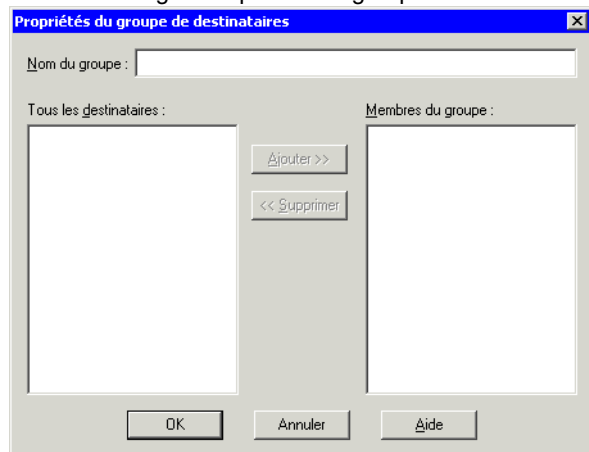 Propriétés du groupe de destinataires
Nom du groupe :
Tous les destinataires :
Membres du groupe :
Ajouter >>
<< Supprimer
OK
Annuler
Aide